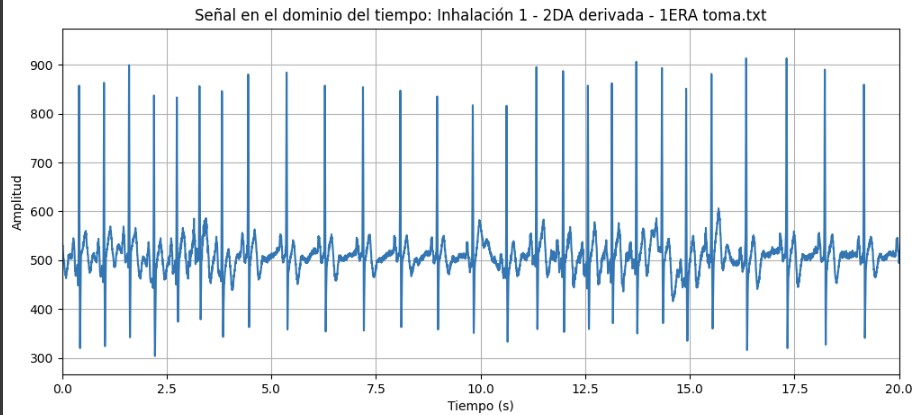 Señal en el dominio del tiempo: Inhalación 1 - 2DA derivada - 1ERA toma.txt
900
800
700
600
500
400
300
Amplitud
0.0 2.5 5.0 7.5 10.0 12.5 15.0 17.5 20.0
Tiempo (s)